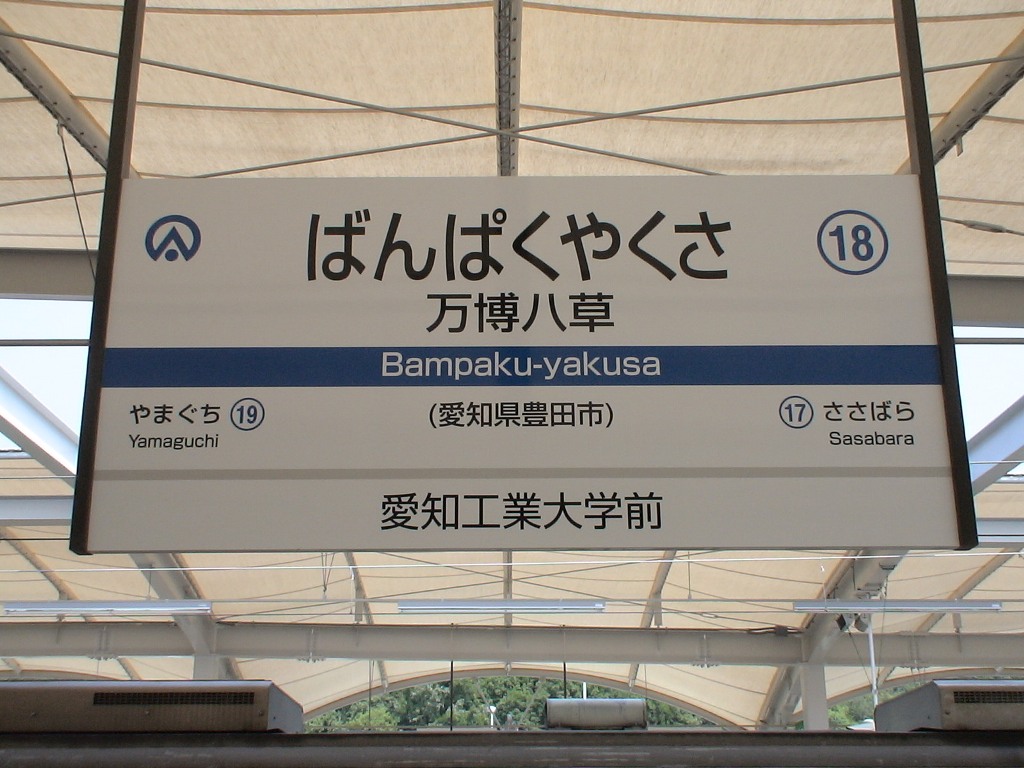 ばんぱくやくさ 18
万博八草
Bampaku-yakusa
やまぐち 19 (愛知県豊田市) 17 ささばら
Yamaguchi Sasabara
愛知工業大学前